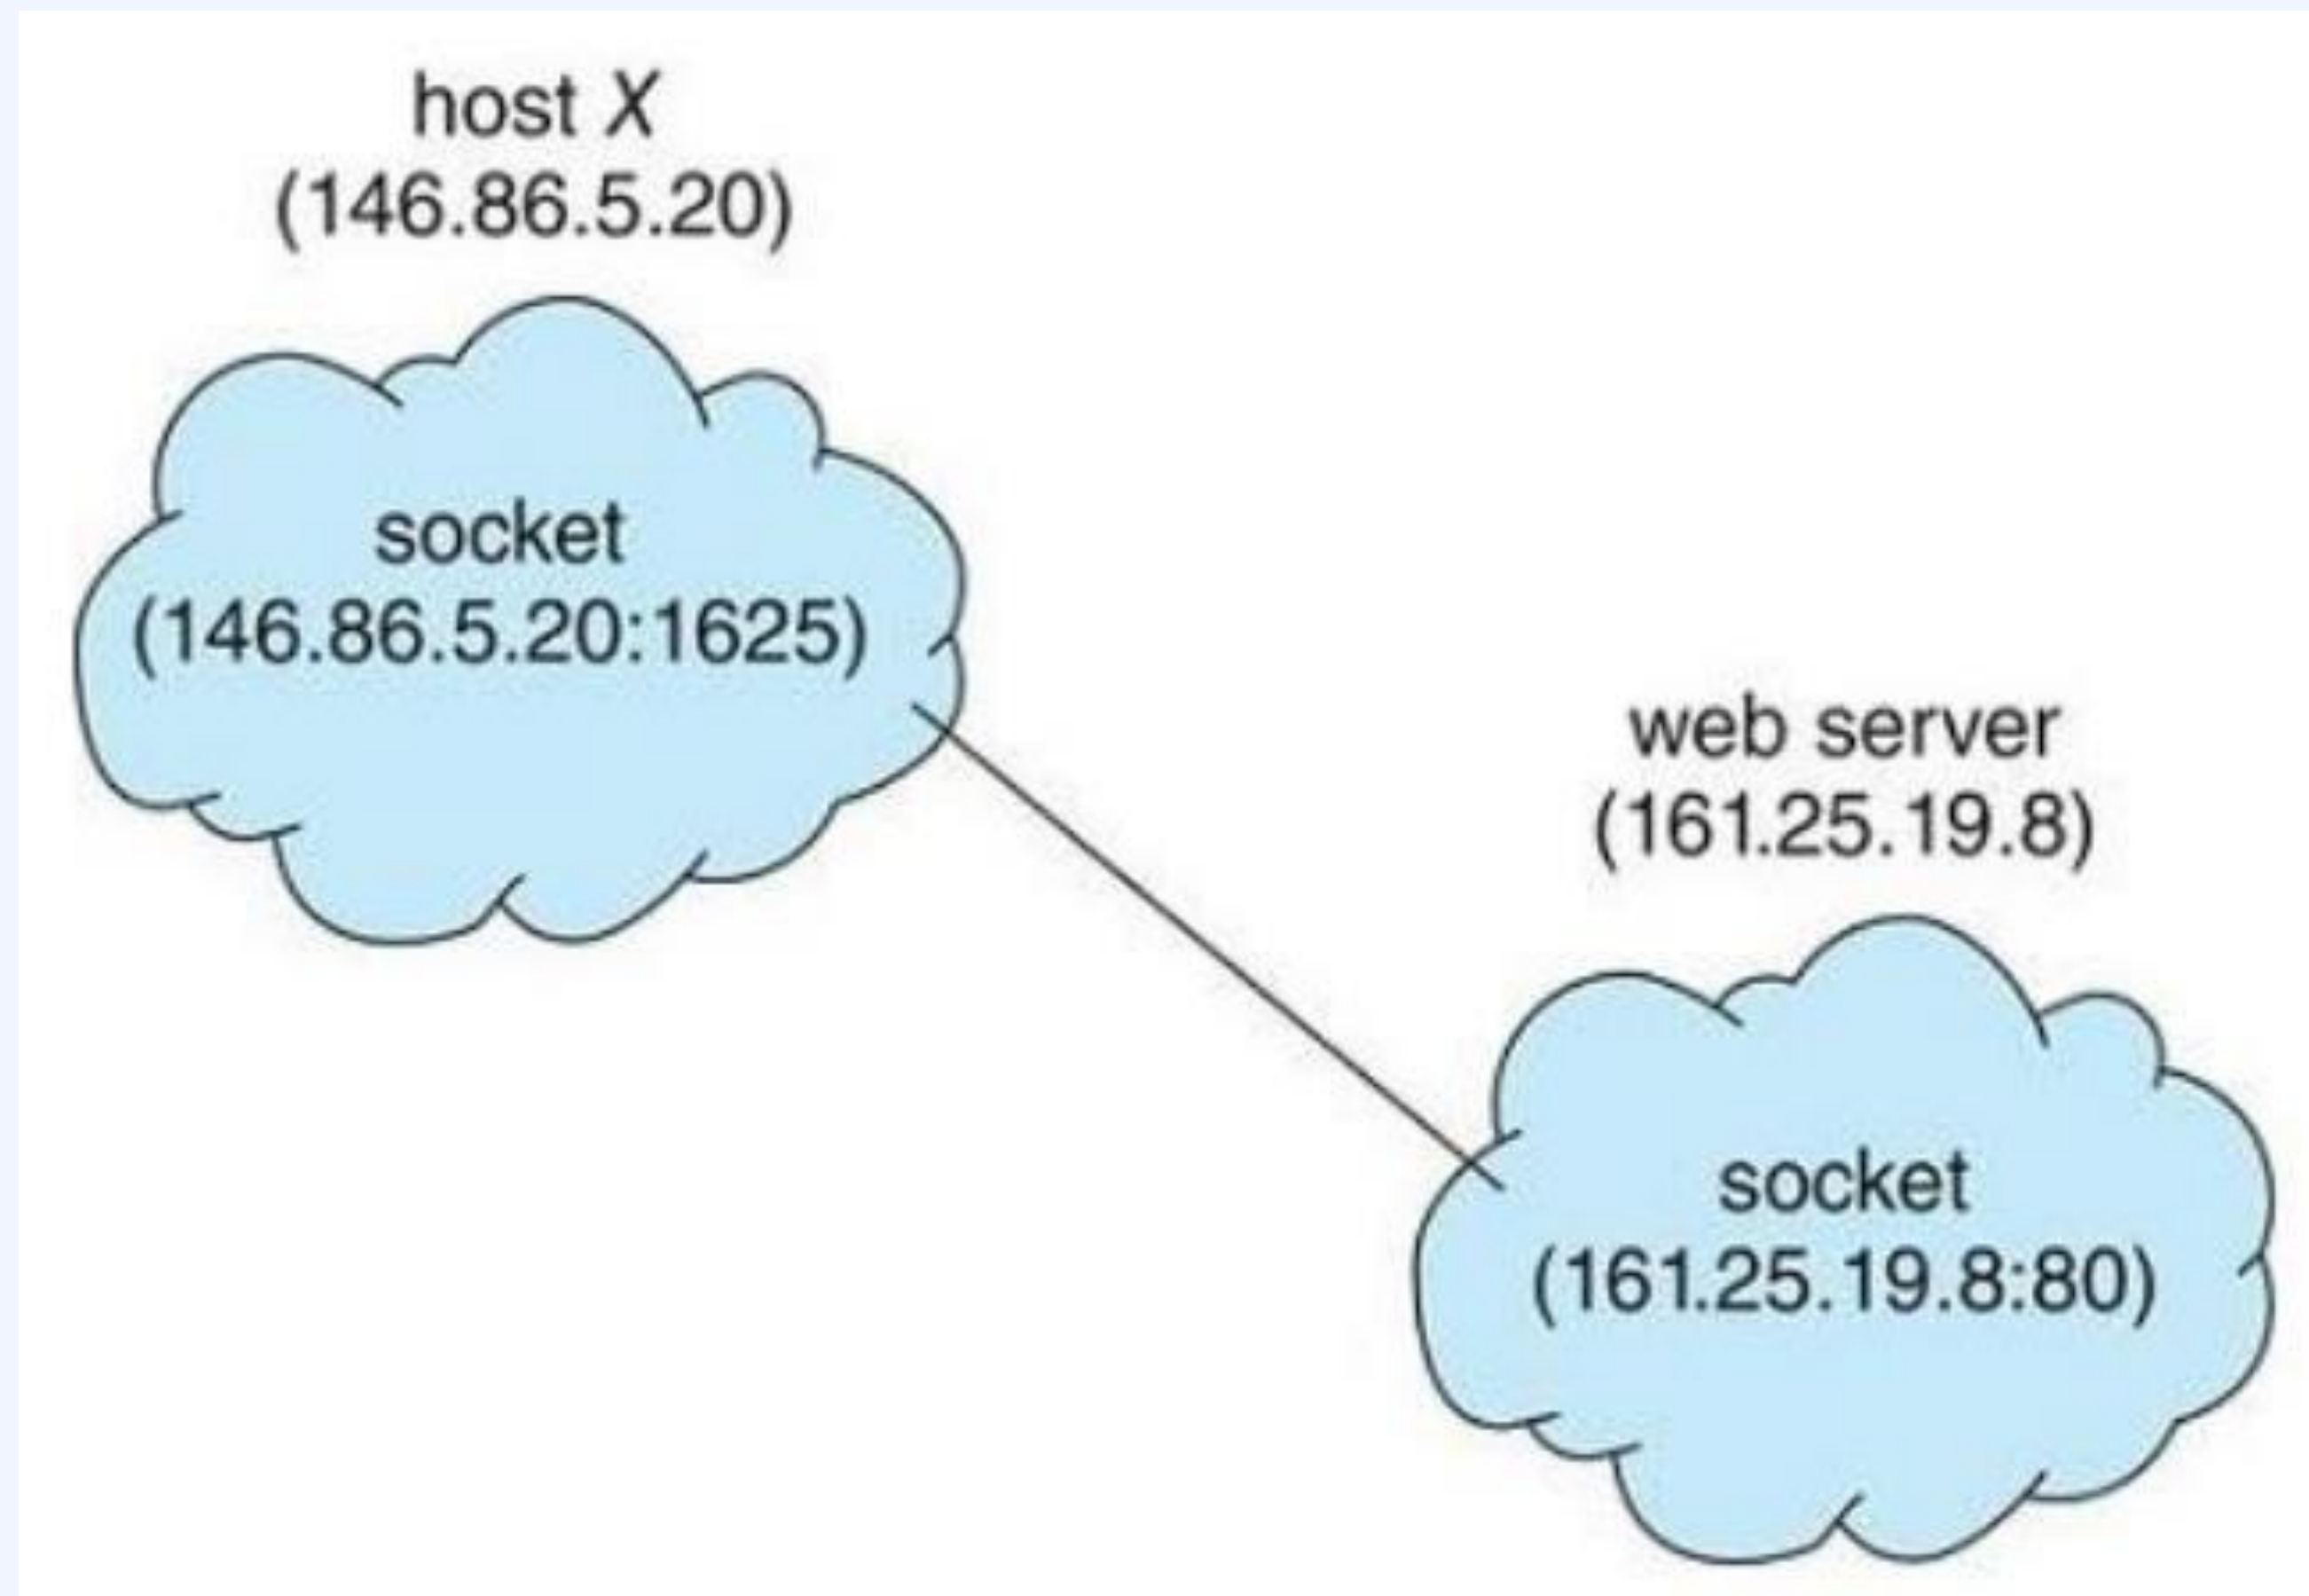 host X
(146.86.5.20)
socket
(146.86.5.20:1625)
web server
(161.25.19.8)
socket
(161.25.19.8:80)